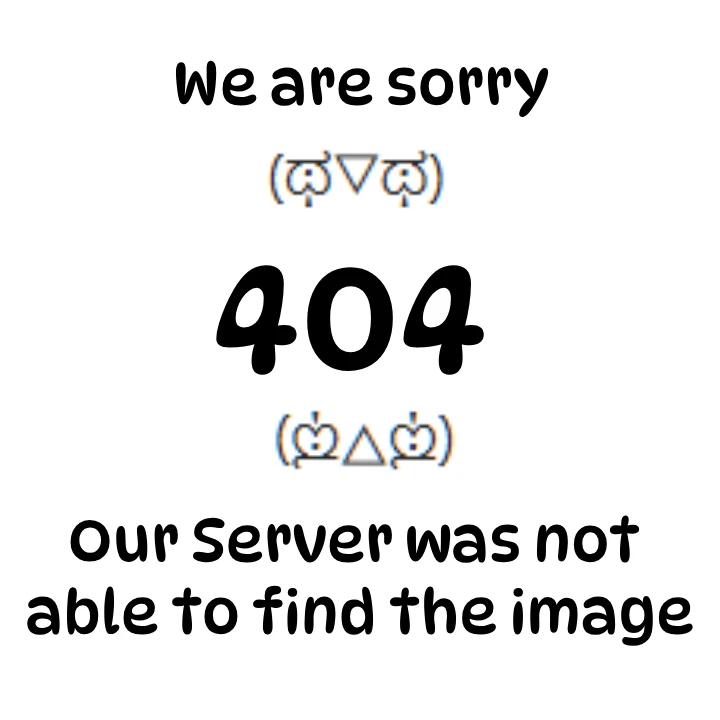 We are sorry
(ಥ▽ಥ)
404
Our Server was not
able to find the image